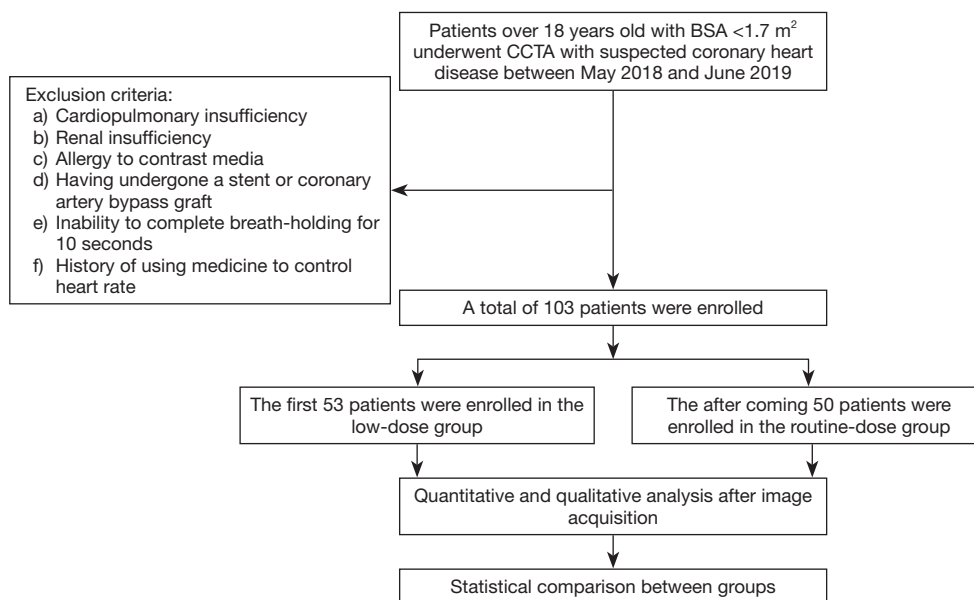 Patients over 18 years old with BSA <1.7 m²
underwent CCTA with suspected coronary heart
disease between May 2018 and June 2019
Exclusion criteria:
a) Cardiopulmonary insufficiency
b) Renal insufficiency
c) Allergy to contrast media
d) Having undergone a stent or coronary
artery bypass graft
e) Inability to complete breath-holding for
10 seconds
f) History of using medicine to control
heart rate
A total of 103 patients were enrolled
The first 53 patients were enrolled in the
low-dose group
The after coming 50 patients were
enrolled in the routine-dose group
Quantitative and qualitative analysis after image
acquisition
Statistical comparison between groups